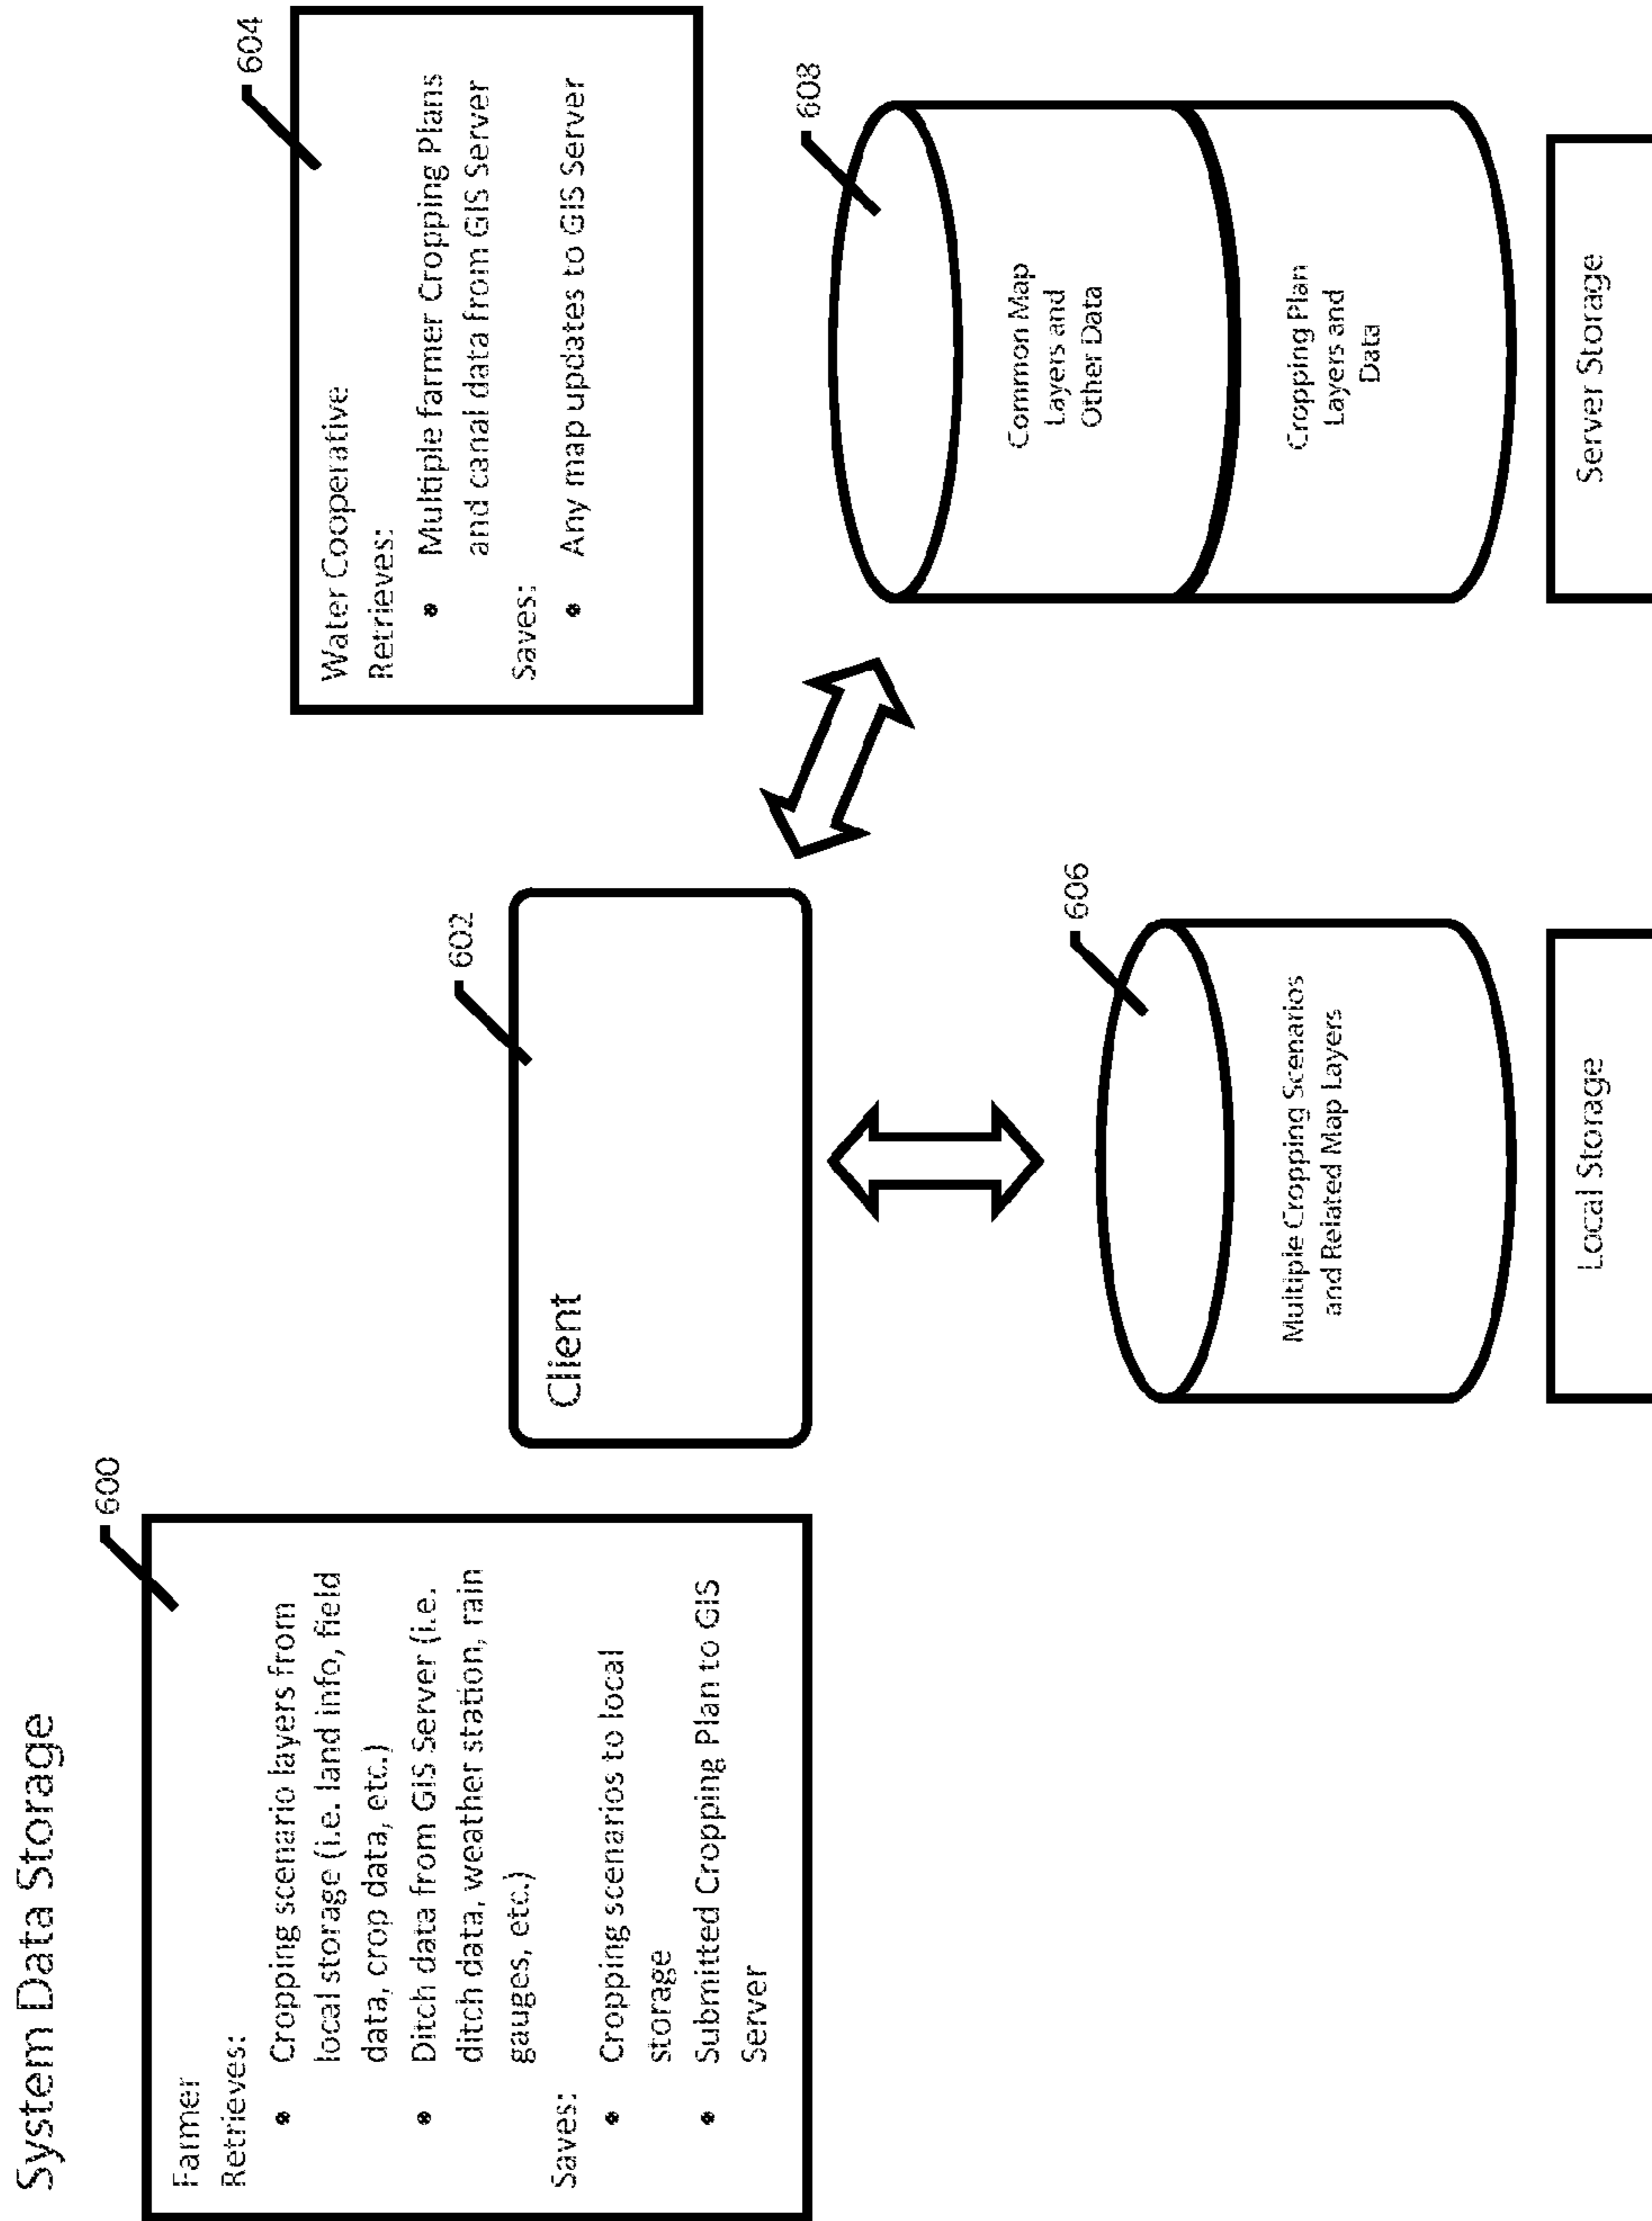 System Data Storage
600
Farmer
Retrieves:
• Cropping scenario layers from
local storage (i.e. land info, field
data, crop data, etc.)
• Ditch data from GIS Server (i.e.
ditch data, weather station, rain
gauges, etc.)
Saves:
• Cropping scenarios to local
storage
• Submitted Cropping Plan to GIS
Server
602
Client
604
Water Cooperative
Retrieves:
• Multiple farmer Cropping Plans
and canal data from GIS Server
Saves:
• Any map updates to GIS Server
606
Multiple Cropping Scenarios
and Related Map Layers
Local Storage
608
Common Map
Layers and
Other Data
Cropping Plan
Layers and
Data
Server Storage